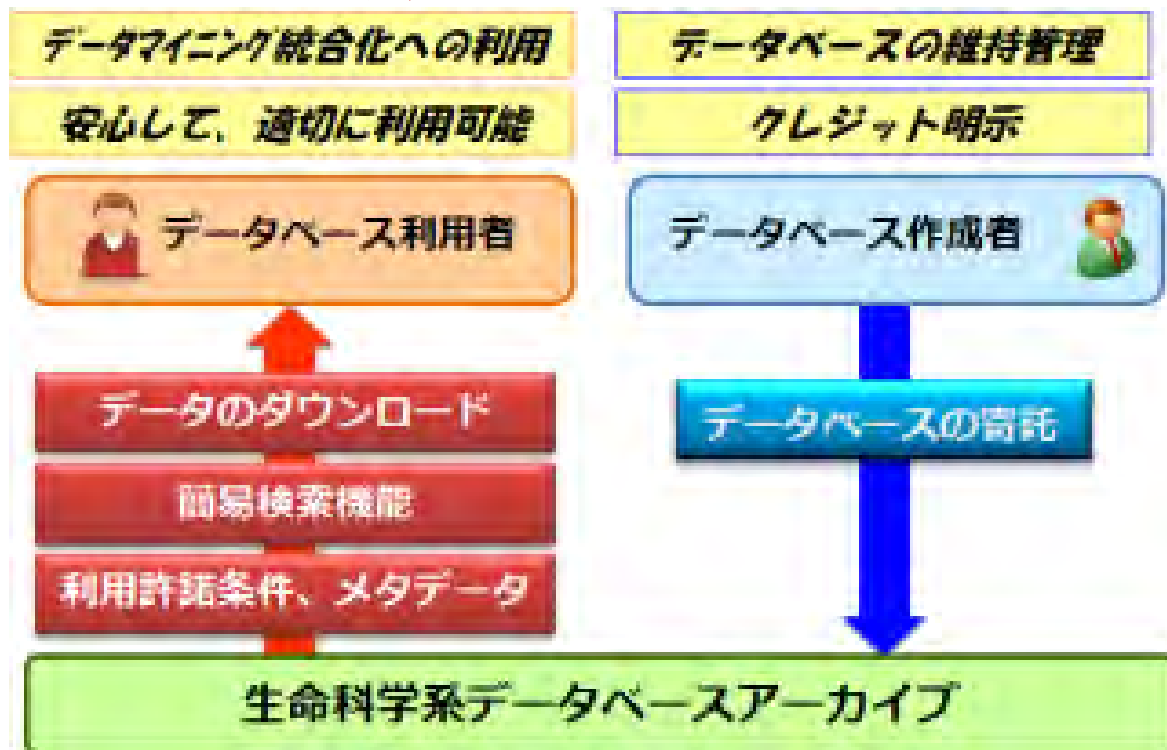 データマイニング統合化への利用
安心して、適切に利用可能
データベース利用者
データのダウンロード
簡易検索機能
利用許諾条件、メタデータ
データベースの維持管理
クレジット明示
データベース作成者
データベースの寄託
生命科学系データベースアーカイブ